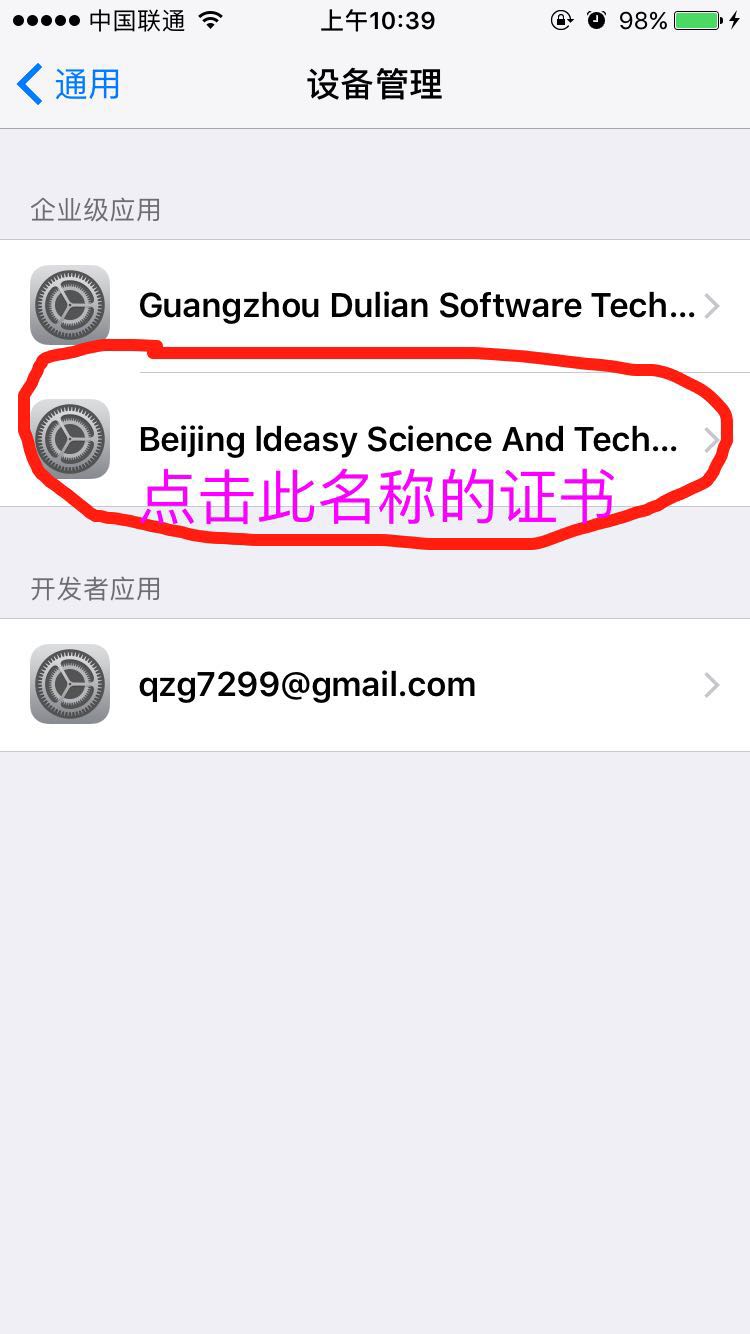 中国联通 上午10:39 98%
通用 设备管理
企业级应用
Guangzhou Dulian Software Tech...
Beijing Ideasy Science And Tech...
点击此名称的证书
开发者应用
qzg7299@gmail.com